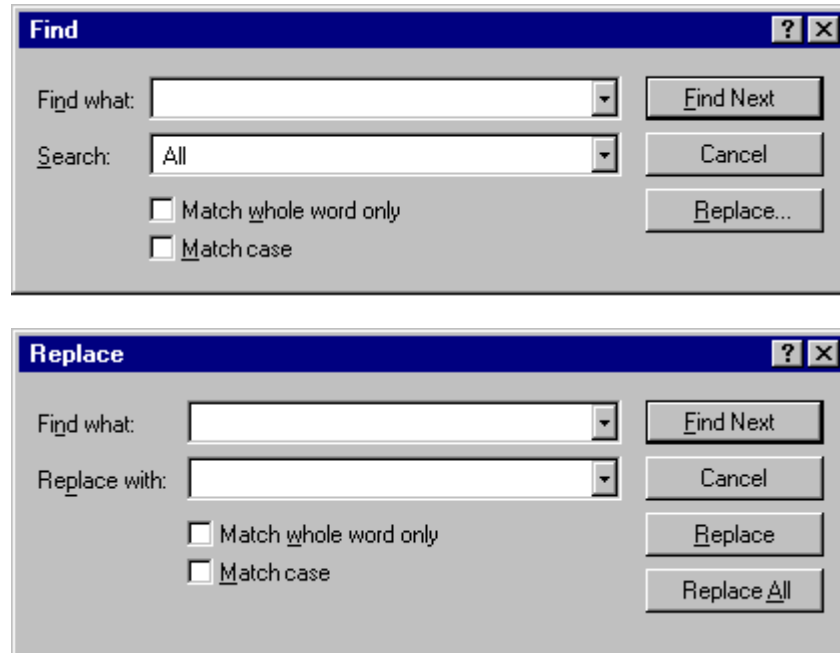 Find
Find what: Find Next
Search: All Cancel
Match whole word only Replace...
Match case
Replace
Find what: Find Next
Replace with: Cancel
Match whole word only Replace
Match case
Replace All